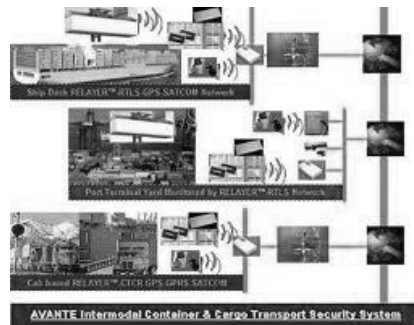 Ship Deck RELAYER™-RTLS GPS-SATCOM Network
Port Terminal Yard Monitored by RELAYER™-RTLS Network
Cab based RELAYER™-CTCR GPS-GPRS-SATCOM
AVANTE Intermodal Container & Cargo Transport Security System